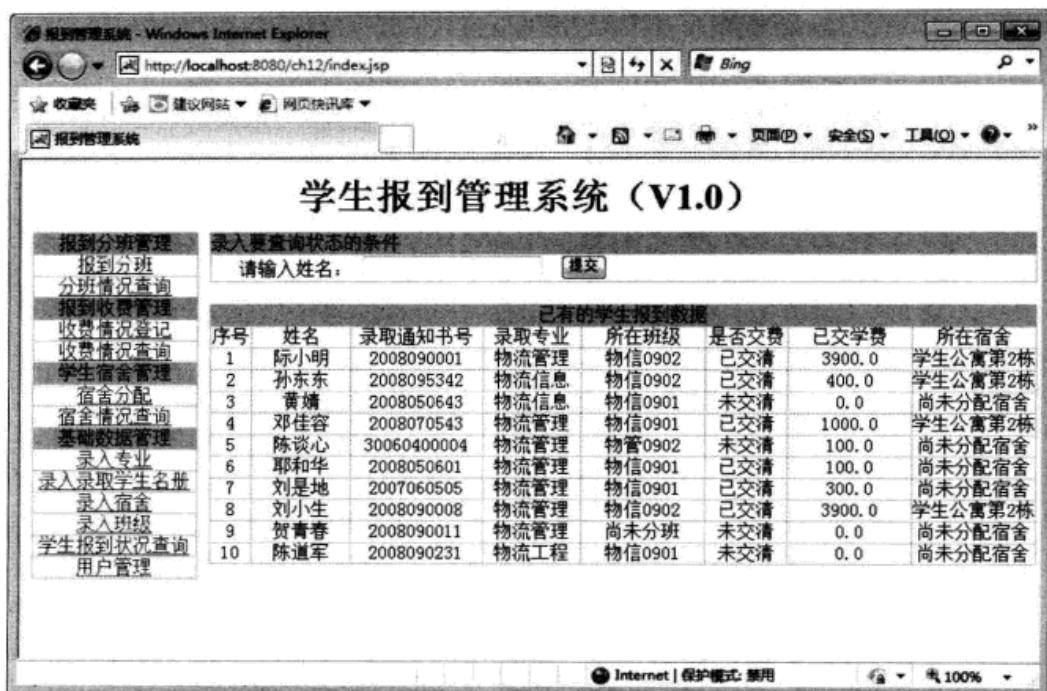 报到管理系统 - Windows Internet Explorer
http://localhost:8080/ch12/index.jsp
Bing
收藏夹 建议网站 网页快讯库
报到管理系统
页面(P) 安全(S) 工具(O) »
学生报到管理系统（V1.0）
报到分班管理
报到分班
分班情况查询
报到收费管理
收费情况登记
收费情况查询
学生宿舍管理
宿舍分配
宿舍情况查询
基础数据管理
录入专业
录入录取学生名册
录入宿舍
录入班级
学生报到状况查询
用户管理
录入要查询状态的条件
请输入姓名： 提交
已有的学生报到数据
序号 姓名 录取通知书号 录取专业 所在班级 是否交费 已交学费 所在宿舍
1 际小明 2008090001 物流管理 物信0902 已交清 3900.0 学生公寓第2栋
2 孙东东 2008095342 物流信息 物信0902 已交清 400.0 学生公寓第2栋
3 黄婧 2008050643 物流信息 物信0901 未交清 0.0 尚未分配宿舍
4 邓佳容 2008070543 物流管理 物信0901 已交清 1000.0 学生公寓第2栋
5 陈谈心 30060400004 物流管理 物管0902 未交清 100.0 尚未分配宿舍
6 耶和华 2008050601 物流管理 物信0901 已交清 100.0 尚未分配宿舍
7 刘是地 2007060505 物流管理 物信0901 已交清 300.0 尚未分配宿舍
8 刘小生 2008090008 物流管理 物信0901 已交清 3900.0 学生公寓第2栋
9 贺青春 2008090011 物流管理 尚未分班 未交清 0.0 尚未分配宿舍
10 陈道军 2008090231 物流工程 物信0901 未交清 0.0 尚未分配宿舍
Internet | 保护模式: 禁用 100%